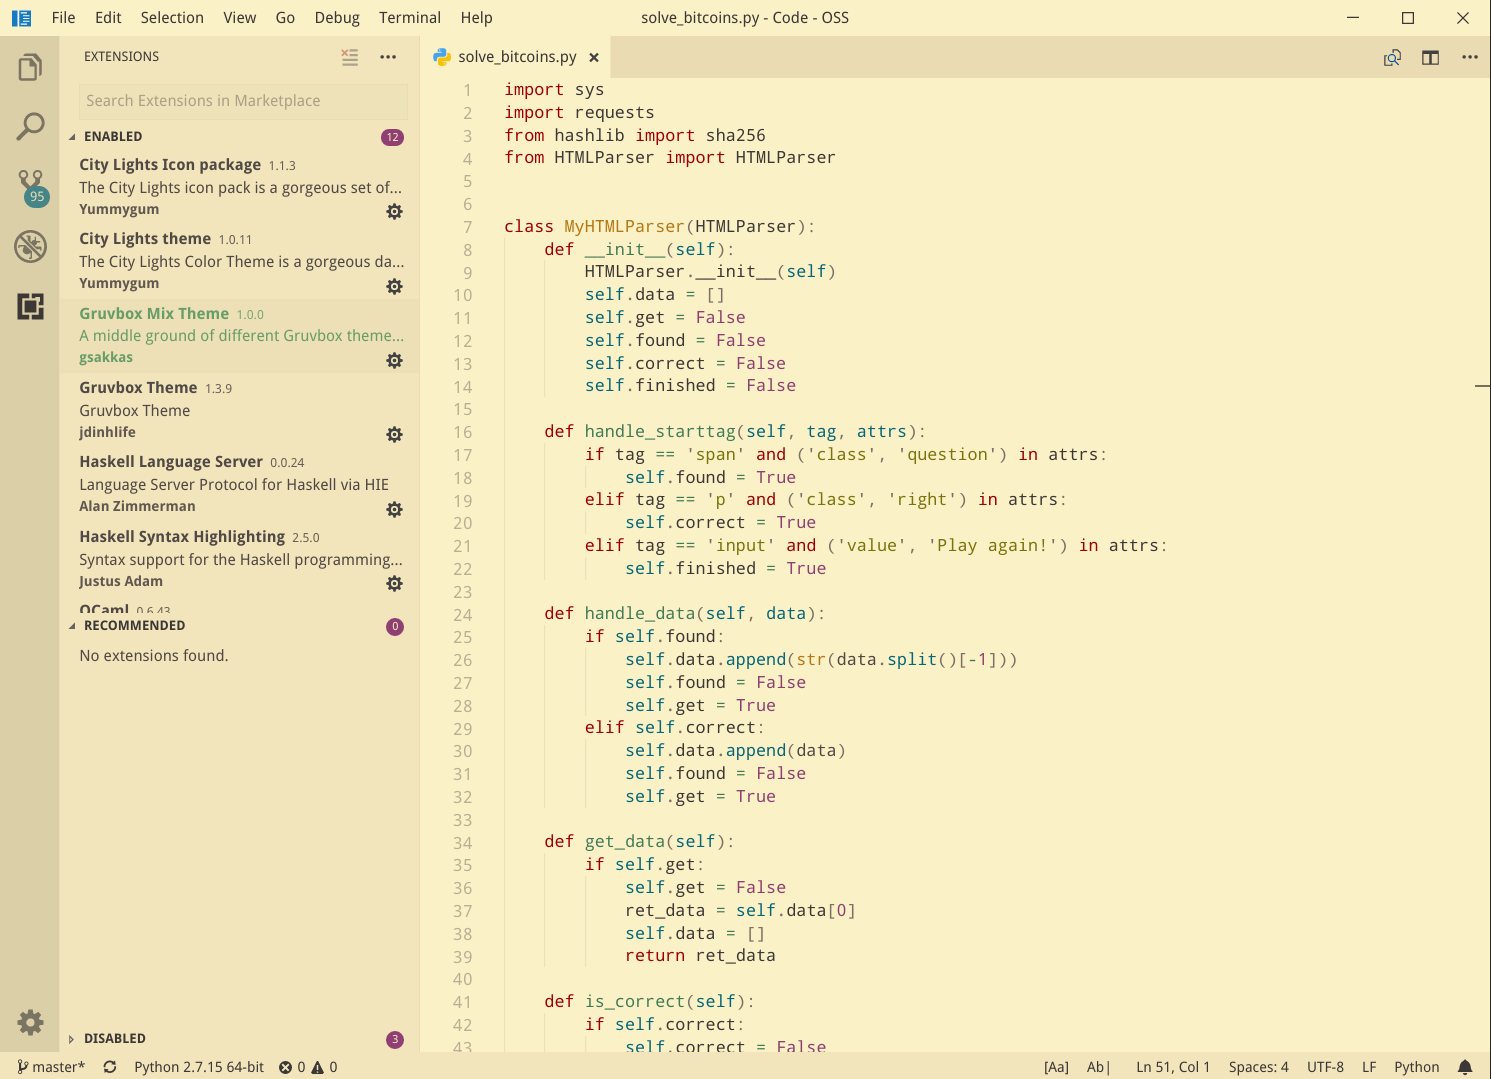 File Edit Selection View Go Debug Terminal Help
solve_bitcoins.py - Code - OSS
EXTENSIONS
Search Extensions in Marketplace
ENABLED 12
City Lights Icon package 1.1.3
The City Lights icon pack is a gorgeous set of...
Yummygum
City Lights theme 1.0.11
The City Lights Color Theme is a gorgeous da...
Yummygum
Gruvbox Mix Theme 1.0.0
A middle ground of different Gruvbox theme...
gsakkas
Gruvbox Theme 1.3.9
Gruvbox Theme
jdinhlife
Haskell Language Server 0.0.24
Language Server Protocol for Haskell via HIE
Alan Zimmerman
Haskell Syntax Highlighting 2.5.0
Syntax support for the Haskell programming...
Justus Adam
OCaml 0.6.43
RECOMMENDED 0
No extensions found.
DISABLED 3
95
solve_bitcoins.py
1 import sys
2 import requests
3 from hashlib import sha256
4 from HTMLParser import HTMLParser
5
6
7 class MyHTMLParser(HTMLParser):
8 def __init__(self):
9 HTMLParser.__init__(self)
10 self.data = []
11 self.get = False
12 self.found = False
13 self.correct = False
14 self.finished = False
15
16 def handle_starttag(self, tag, attrs):
17 if tag == 'span' and ('class', 'question') in attrs:
18 self.found = True
19 elif tag == 'p' and ('class', 'right') in attrs:
20 self.correct = True
21 elif tag == 'input' and ('value', 'Play again!') in attrs:
22 self.finished = True
23
24 def handle_data(self, data):
25 if self.found:
26 self.data.append(str(data.split()[-1]))
27 self.found = False
28 self.get = True
29 elif self.correct:
30 self.data.append(data)
31 self.found = False
32 self.get = True
33
34 def get_data(self):
35 if self.get:
36 self.get = False
37 ret_data = self.data[0]
38 self.data = []
39 return ret_data
40
41 def is_correct(self):
42 if self.correct:
43 self.correct = False
master* Python 2.7.15 64-bit 0 0 [Aa] Ab| Ln 51, Col 1 Spaces: 4 UTF-8 LF Python